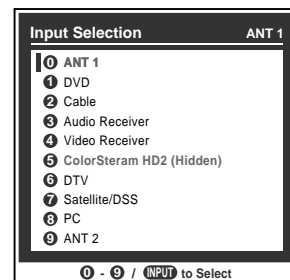 Input Selection ANT 1
0 ANT 1
1 DVD
2 Cable
3 Audio Receiver
4 Video Receiver
5 ColorSteram HD2 (Hidden)
6 DTV
7 Satellite/DSS
8 PC
9 ANT 2
0 - 9 / INPUT to Select